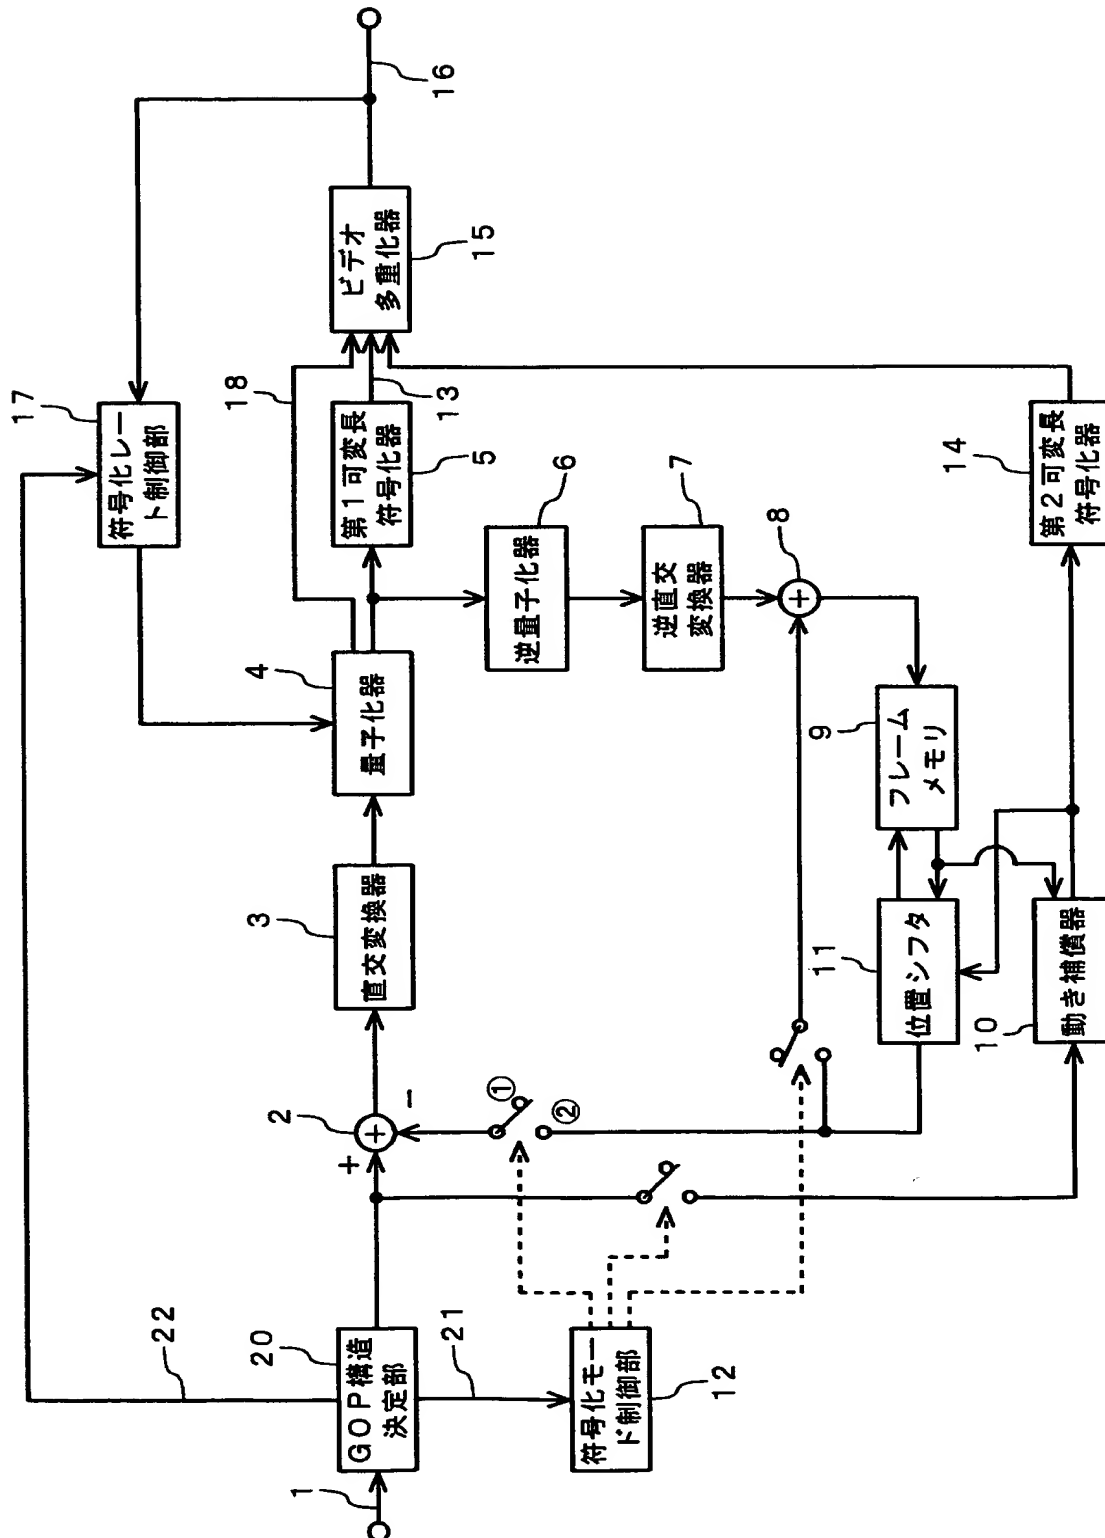 1
GOP構造
決定部
20
22
21
符号化モー
ド制御部
12
+
2
+
-
①
②
直交変換器
3
量子化器
4
符号化レー
ト制御部
17
18
第1可変長
符号化器
5
13
ビデオ
多重化器
15
16
逆量子化器
6
逆直交
変換器
7
+
8
フレーム
メモリ
9
位置シフタ
11
動き補償器
10
第2可変長
符号化器
14